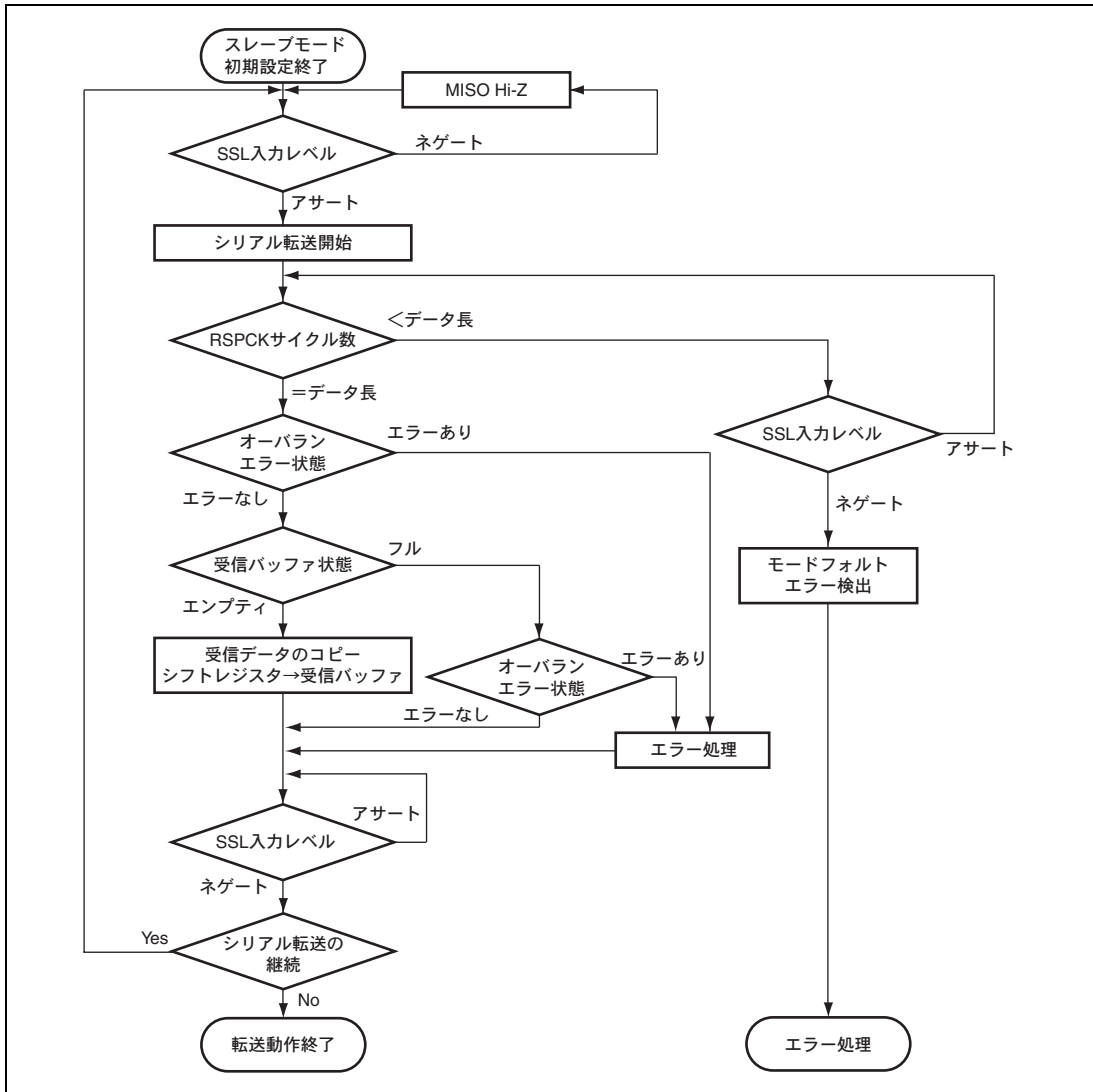 スレーブモード
初期設定終了
MISO Hi-Z
SSL入力レベル
ネゲート
アサート
シリアル転送開始
RSPCKサイクル数
＜データ長
＝データ長
SSL入力レベル
アサート
ネゲート
オーバラン
エラー状態
エラーあり
エラーなし
受信バッファ状態
フル
エンプティ
モードフォルト
エラー検出
受信データのコピー
シフトレジスタ→受信バッファ
オーバラン
エラー状態
エラーあり
エラーなし
エラー処理
SSL入力レベル
アサート
ネゲート
シリアル転送の
継続
Yes
No
転送動作終了
エラー処理